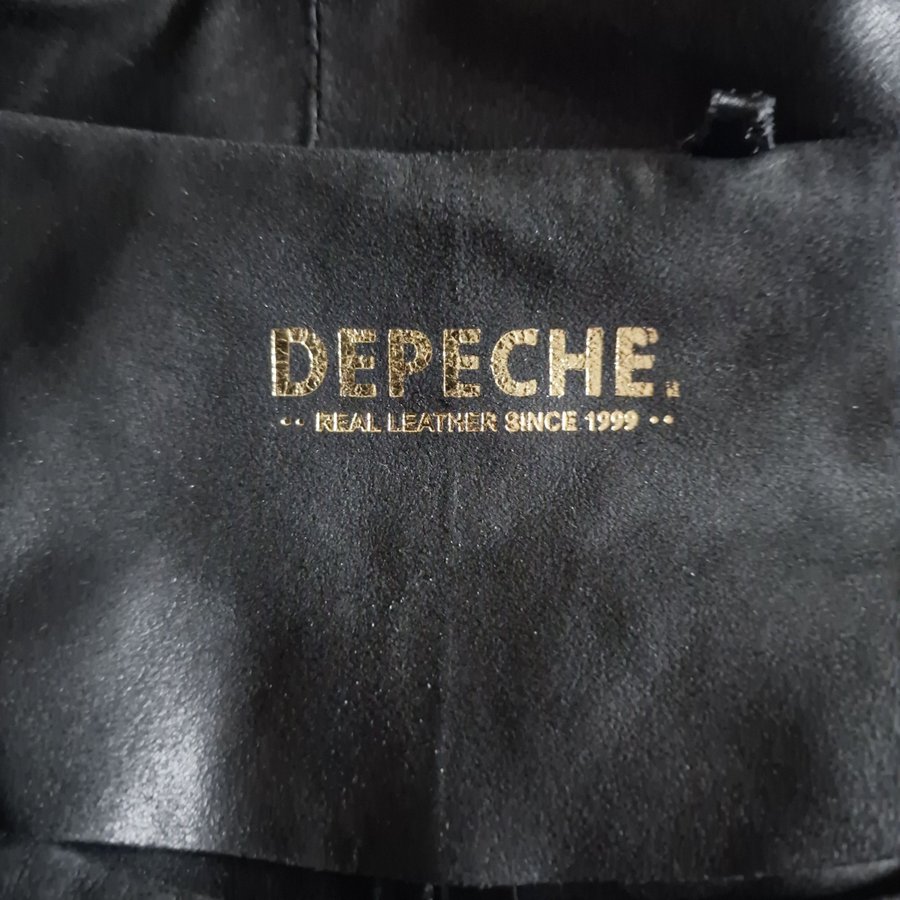 DEPECHE.
•• REAL LEATHER SINCE 1999 ••